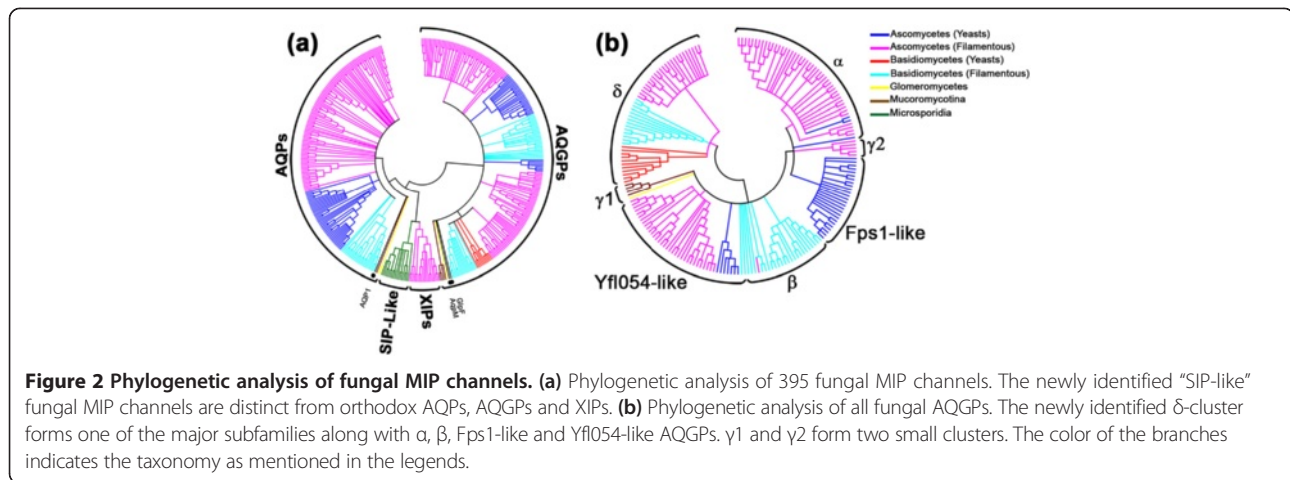 (a)
AQPs
AQGPs
AQP1
SIP-Like
XIPs
GlpF
AqpM
(b)
α
δ
γ2
γ1
Fps1-like
Yfl054-like
β
Ascomycetes (Yeasts)
Ascomycetes (Filamentous)
Basidiomycetes (Yeasts)
Basidiomycetes (Filamentous)
Glomeromycetes
Mucoromycotina
Microsporidia
Figure 2 Phylogenetic analysis of fungal MIP channels. (a) Phylogenetic analysis of 395 fungal MIP channels. The newly identified “SIP-like”
fungal MIP channels are distinct from orthodox AQPs, AQGPs and XIPs. (b) Phylogenetic analysis of all fungal AQGPs. The newly identified δ-cluster
forms one of the major subfamilies along with α, β, Fps1-like and Yfl054-like AQGPs. γ1 and γ2 form two small clusters. The color of the branches
indicates the taxonomy as mentioned in the legends.